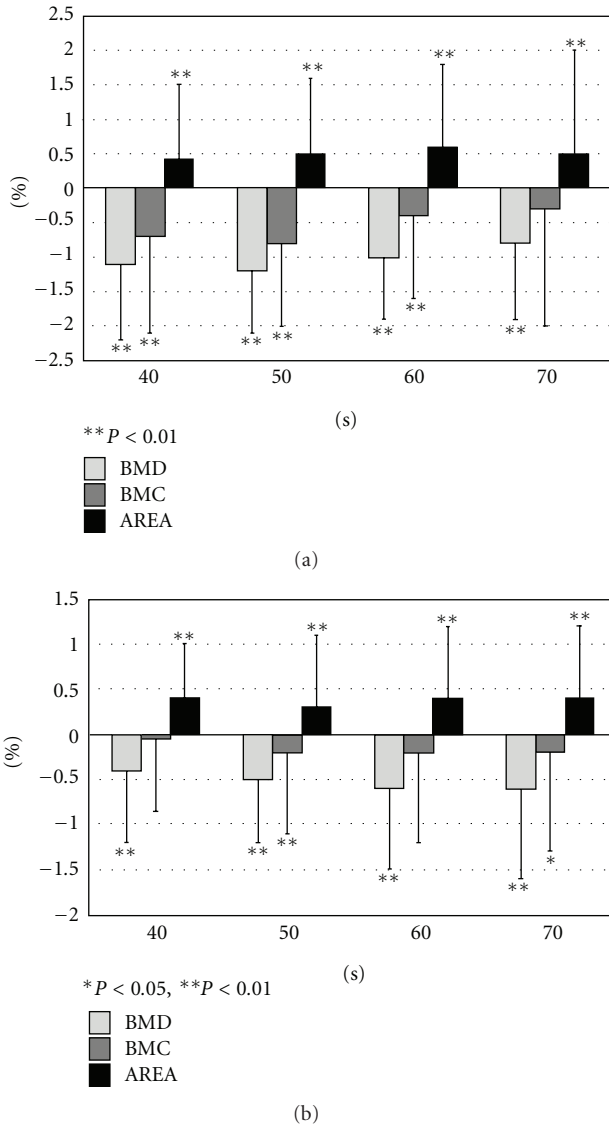 2.5
2
1.5
1
0.5
0
−0.5
−1
−1.5
−2
−2.5
(%)
** ** ** **
** ** ** ** ** ** **
40 50 60 70
(s)
**P < 0.01
BMD
BMC
AREA
(a)
1.5
1
0.5
0
−0.5
−1
−1.5
−2
(%)
** ** ** **
** ** ** ** ** *
40 50 60 70
(s)
*P < 0.05, **P < 0.01
BMD
BMC
AREA
(b)